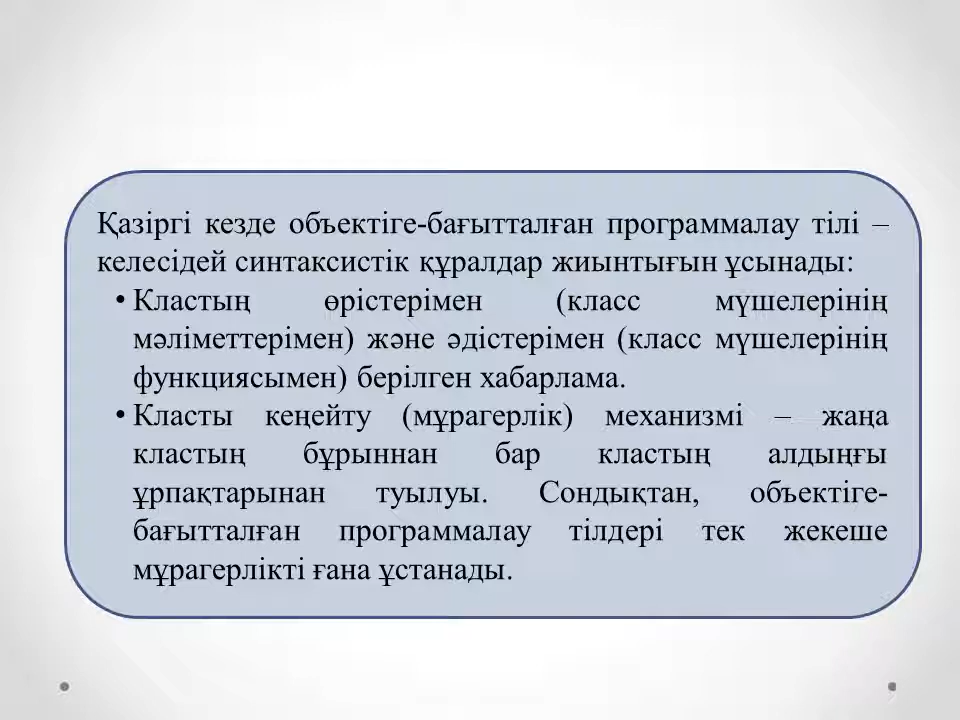 Қазіргі кезде объектіге-бағытталған программалау тілі –
келесідей синтаксистік құралдар жиынтығын ұсынады:
• Кластың өрістерімен (класс мүшелерінің
мәліметтерімен) және әдістерімен (класс мүшелерінің
функциясымен) берілген хабарлама.
• Класты кеңейту (мұрагерлік) механизмі – жаңа
кластың бұрыннан бар кластың алдыңғы
ұрпақтарынан туылуы. Сондықтан, объектіге-
бағытталған программалау тілдері тек жекеше
мұрагерлікті ғана ұстанады.